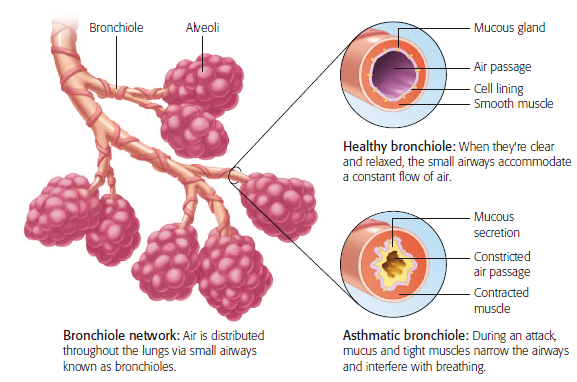 Bronchiole
Alveoli
Bronchiole network: Air is distributed
throughout the lungs via small airways
known as bronchioles.
Mucous gland
Air passage
Cell lining
Smooth muscle
Healthy bronchiole: When they're clear
and relaxed, the small airways accommodate
a constant flow of air.
Mucous
secretion
Constricted
air passage
Contracted
muscle
Asthmatic bronchiole: During an attack,
mucus and tight muscles narrow the airways
and interfere with breathing.